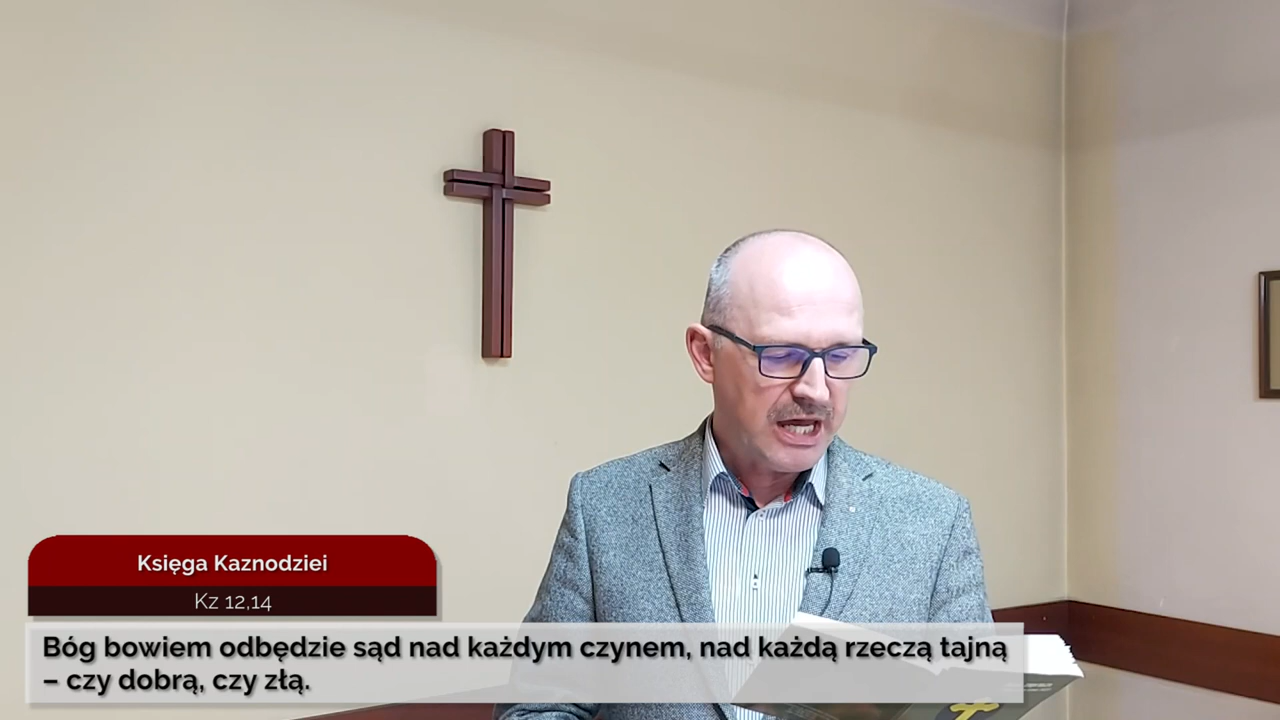 Księga Kaznodziei
Kz 12,14
Bóg bowiem odbędzie sąd nad każdym czynem, nad każdą rzeczą tajną
– czy dobrą, czy złą.